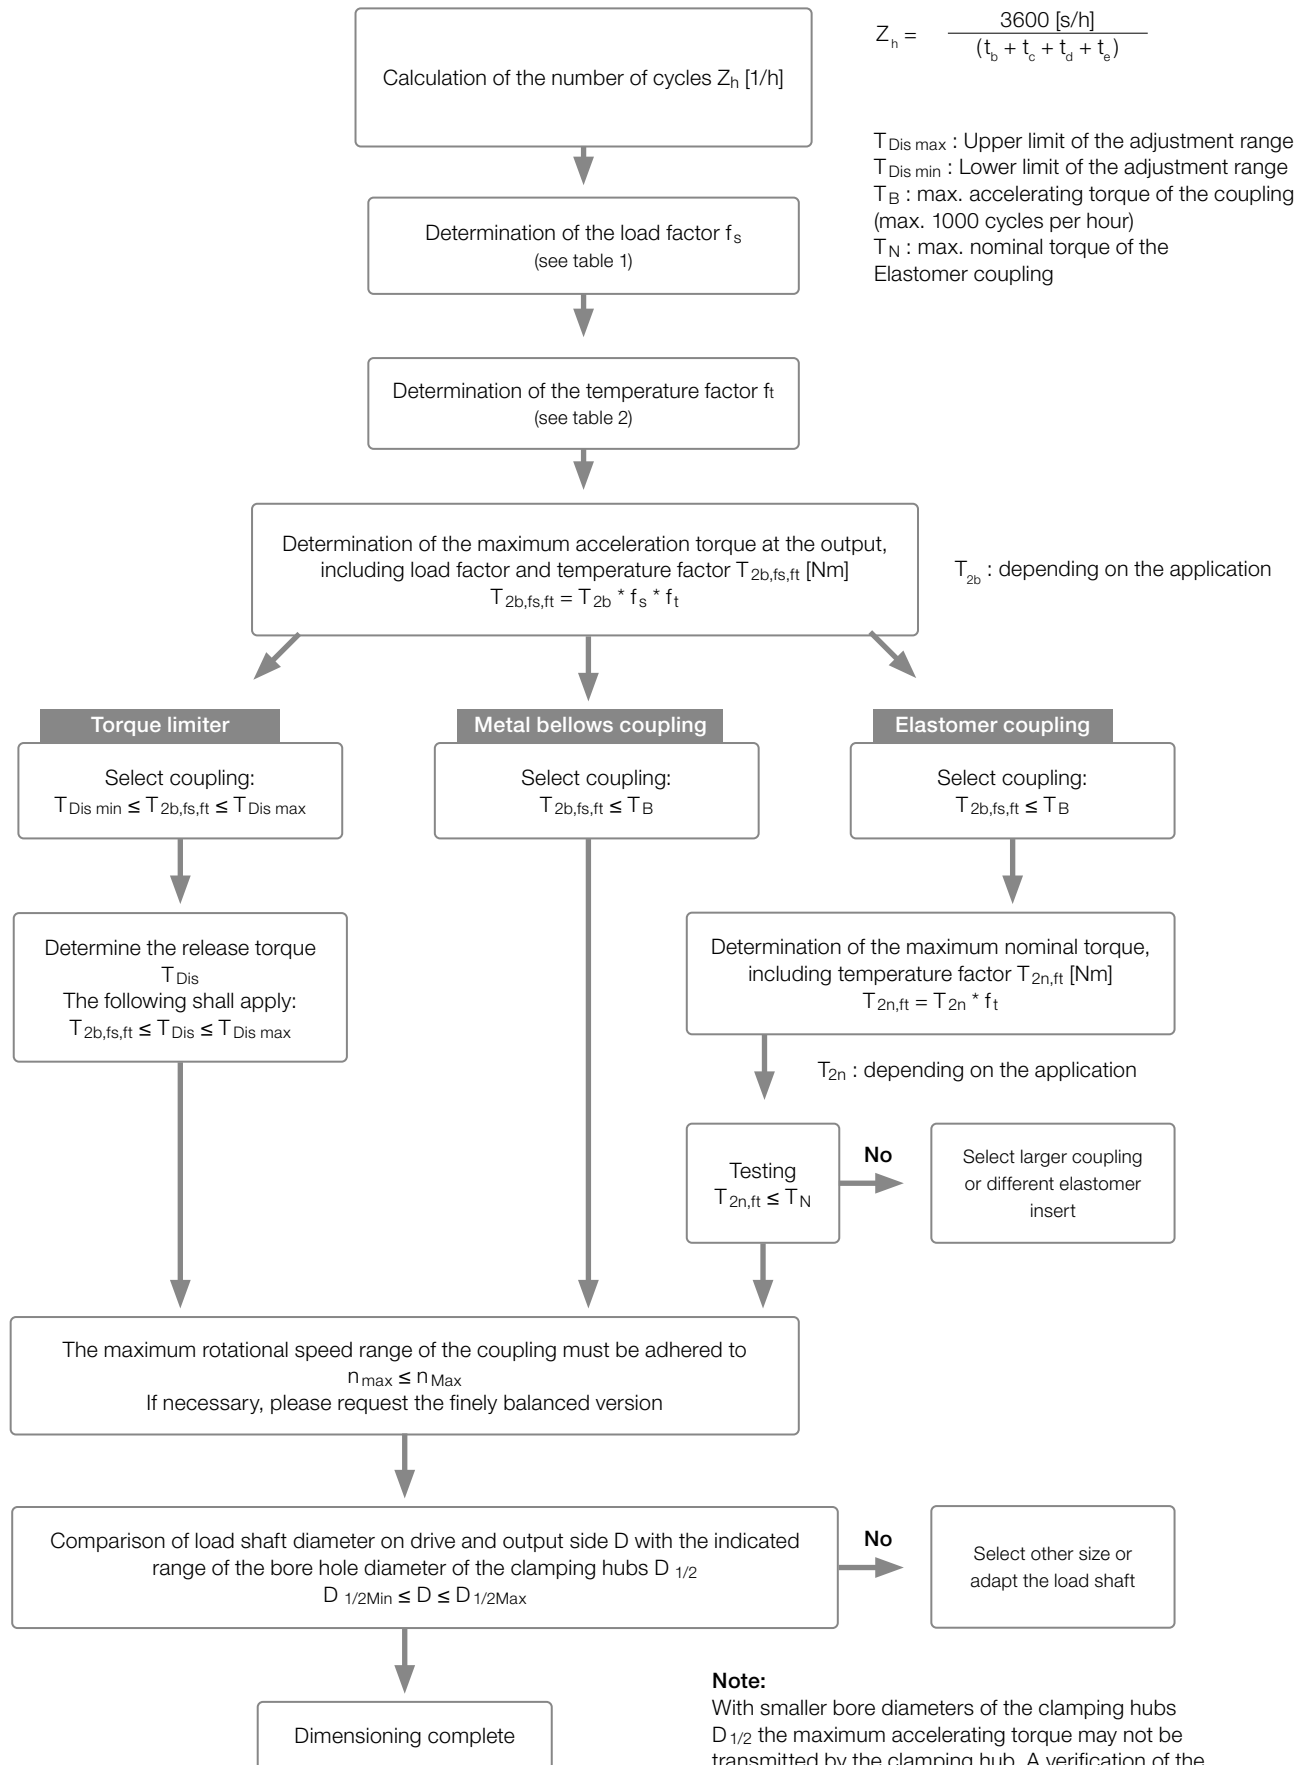 Calculation of the number of cycles Zh [1/h]
Zh = 3600 [s/h]
(tb + tc + td + te)
TDis max : Upper limit of the adjustment range
TDis min : Lower limit of the adjustment range
TB : max. accelerating torque of the coupling
(max. 1000 cycles per hour)
TN : max. nominal torque of the
Elastomer coupling
Determination of the load factor fs
(see table 1)
Determination of the temperature factor ft
(see table 2)
Determination of the maximum acceleration torque at the output,
including load factor and temperature factor T2b,fs,ft [Nm]
T2b,fs,ft = T2b * fs * ft
T2b : depending on the application
Torque limiter
Select coupling:
TDis min ≤ T2b,fs,ft ≤ TDis max
Metal bellows coupling
Select coupling:
T2b,fs,ft ≤ TB
Elastomer coupling
Select coupling:
T2b,fs,ft ≤ TB
Determine the release torque
TDis
The following shall apply:
T2b,fs,ft ≤ TDis ≤ TDis max
Determination of the maximum nominal torque,
including temperature factor T2n,ft [Nm]
T2n,ft = T2n * ft
T2n : depending on the application
Testing
T2n,ft ≤ TN
No
Select larger coupling
or different elastomer
insert
The maximum rotational speed range of the coupling must be adhered to
nmax ≤ nMax
If necessary, please request the finely balanced version
Comparison of load shaft diameter on drive and output side D with the indicated
range of the bore hole diameter of the clamping hubs D 1/2
D 1/2Min ≤ D ≤ D 1/2Max
No
Select other size or
adapt the load shaft
Dimensioning complete
Note:
With smaller bore diameters of the clamping hubs
D1/2 the maximum accelerating torque may not be
transmitted by the clamping hub. A verification of the